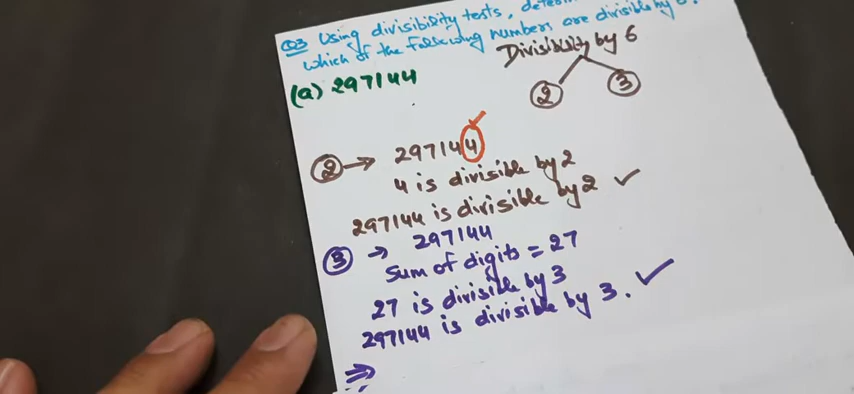 Q3 Using divisibility tests, determ
which of the following numbers are divisible by 6.
Divisibility by 6
(a) 297144
2 3
2 → 297144
4 is divisible by 2
297144 is divisible by 2 ✓
3 → 297144
Sum of digits = 27
27 is divisible by 3
297144 is divisible by 3. ✓
⇒